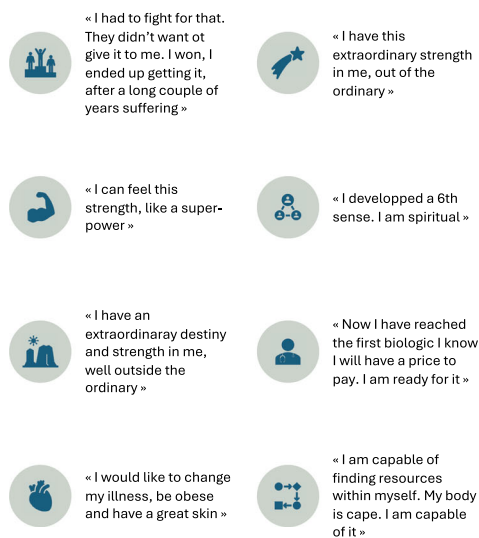 « I had to fight for that.
They didn't want ot
give it to me. I won, I
ended up getting it,
after a long couple of
years suffering »
« I have this
extraordinary strength
in me, out of the
ordinary »
« I can feel this
strength, like a super-
power »
« I developped a 6th
sense. I am spiritual »
« I have an
extraordinaray destiny
and strength in me,
well outside the
ordinary »
« Now I have reached
the first biologic I know
I will have a price to
pay. I am ready for it »
« I would like to change
my illness, be obese
and have a great skin »
« I am capable of
finding resources
within myself. My body
is cape. I am capable
of it »